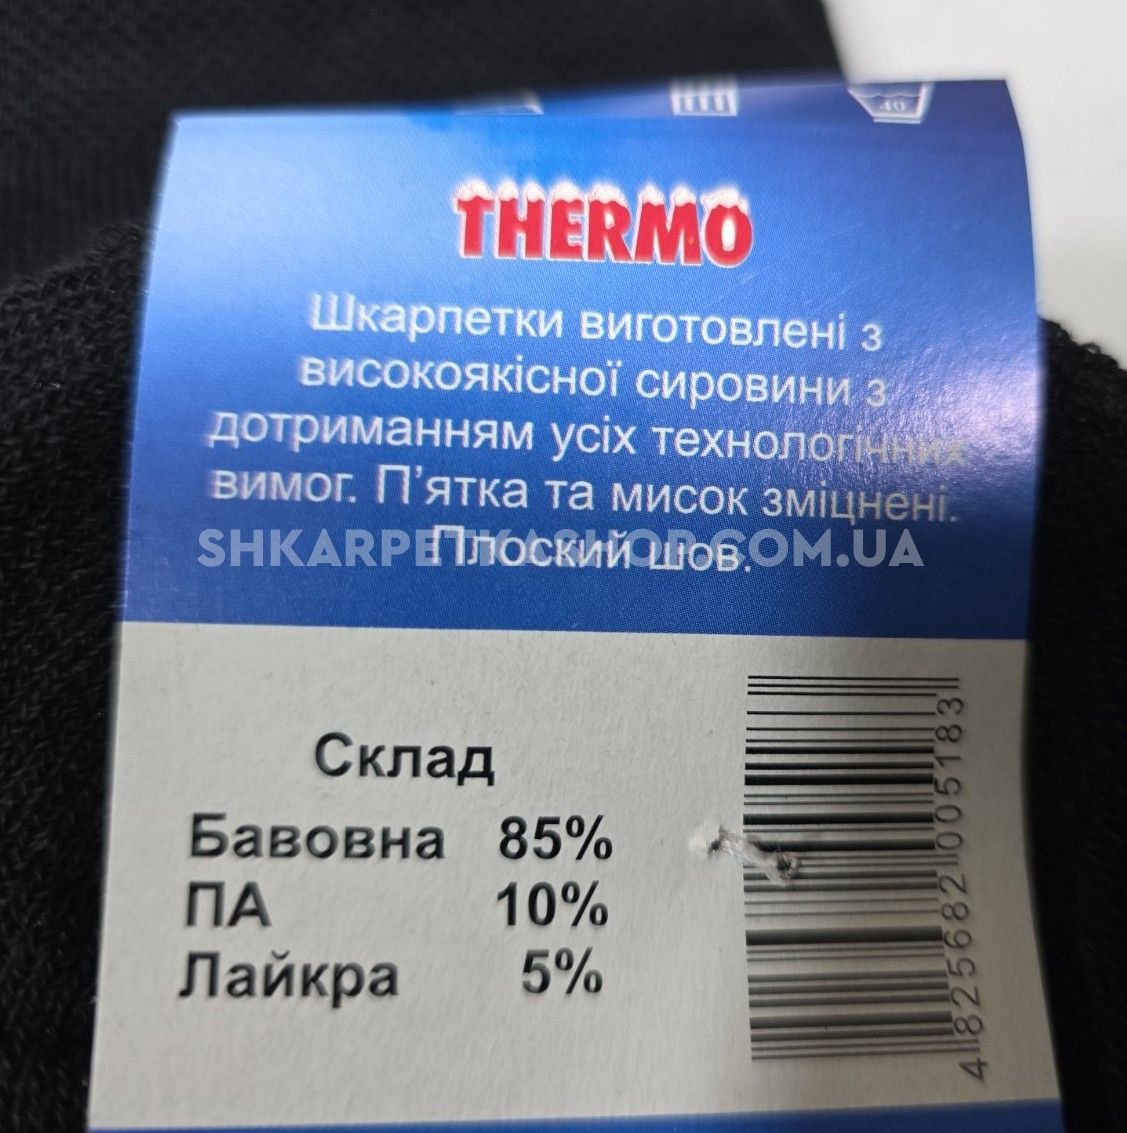 40
THERMO
Шкарпетки виготовлені з
високоякісної сировини з
дотриманням усіх технологічних
вимог. П'ятка та мисок зміцнені.
Плоский шов.
SHKARPETKASHOP.COM.UA
Склад
Бавовна 85%
ПА 10%
Лайкра 5%
4825682005183